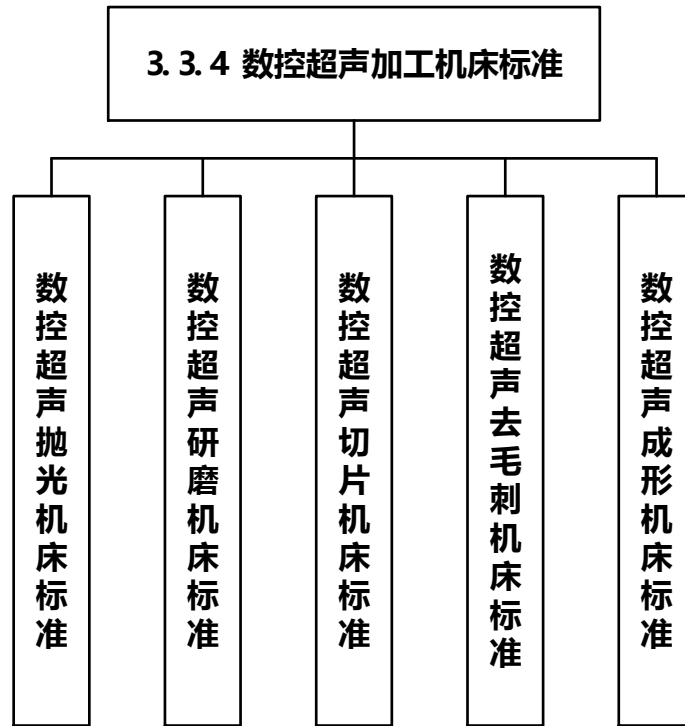 3.3.4 数控超声加工机床标准
数控超声抛光机床标准
数控超声研磨机床标准
数控超声切片机床标准
数控超声去毛刺机床标准
数控超声成形机床标准